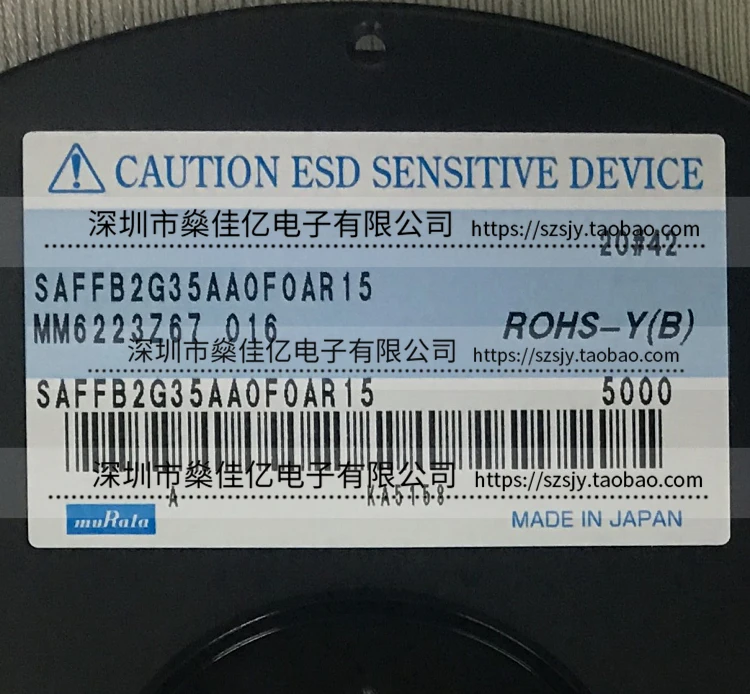 CAUTION ESD SENSITIVE DEVICE
深圳市燊佳亿电子有限公司 https://szsjy.taobao.com
20#42
SAFFB2G35AA0F0AR15
MM6223Z67 016 ROHS-Y(B)
深圳市燊佳亿电子有限公司 https://szsjy.taobao.com
SAFFB2G35AA0F0AR15 5000
深圳市燊佳亿电子有限公司 https://szsjy.taobao.com
A KA5158
muRata MADE IN JAPAN